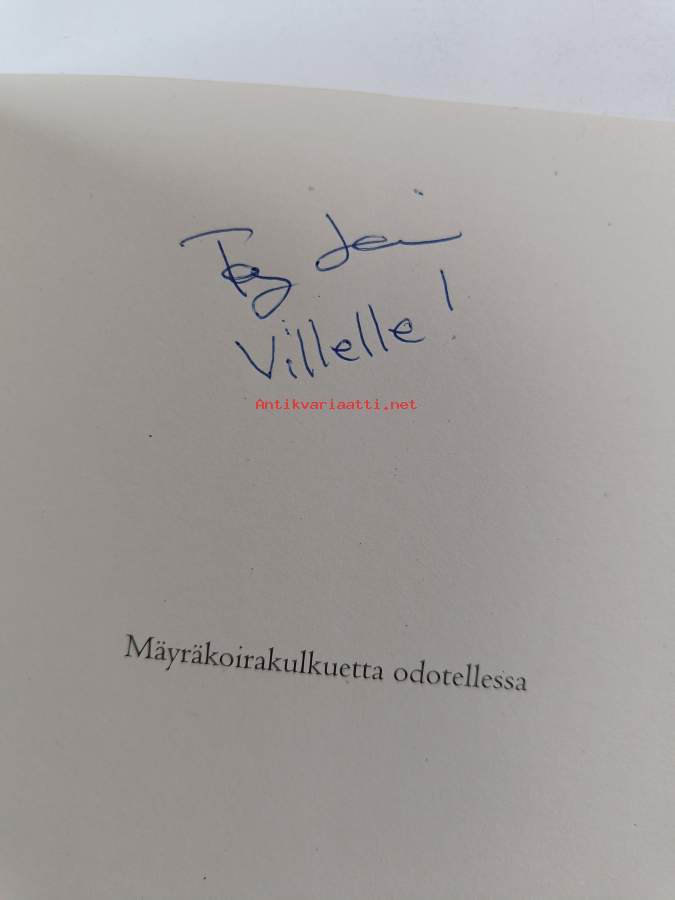 Villelle!
Antikvariaatti.net
Mäyräkoirakulkuetta odotellessa